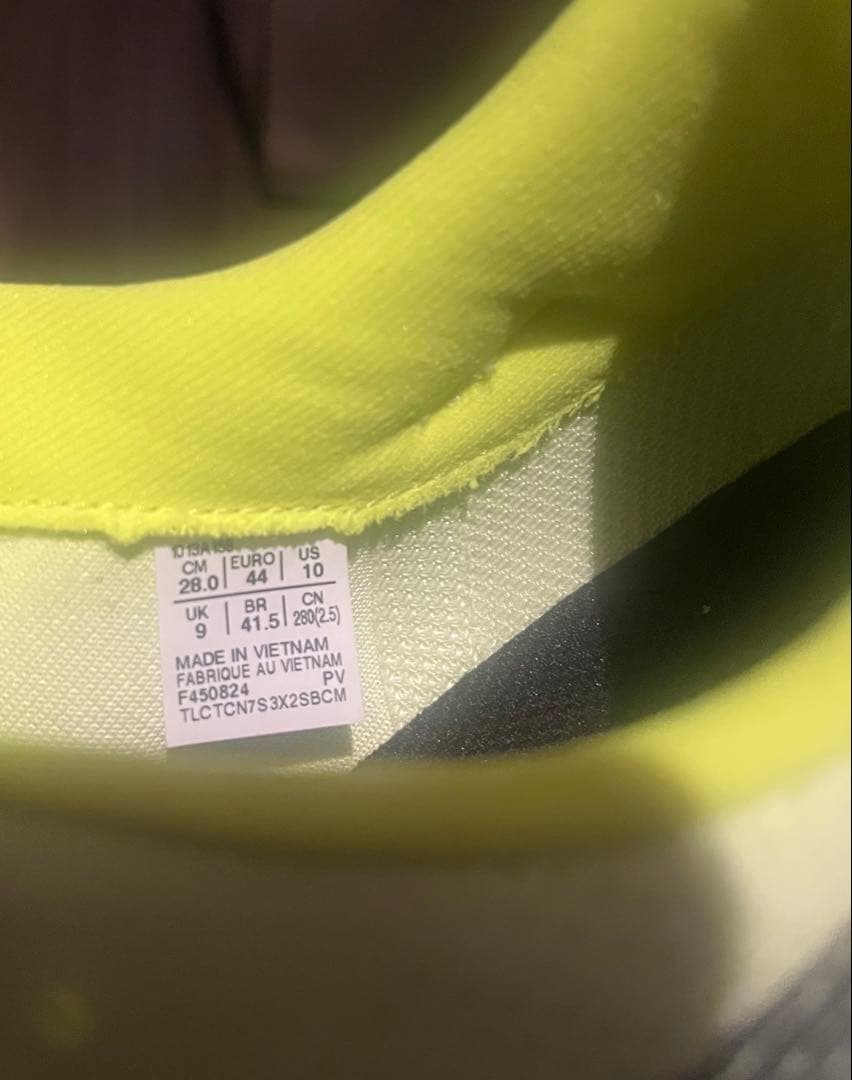 CM | EURO | US
28.0 | 44 | 10
UK | BR | CN
9 | 41.5 | 280(2.5)
MADE IN VIETNAM
FABRIQUE AU VIETNAM
F450824 PV
TLCTCN7S3X2SBCM